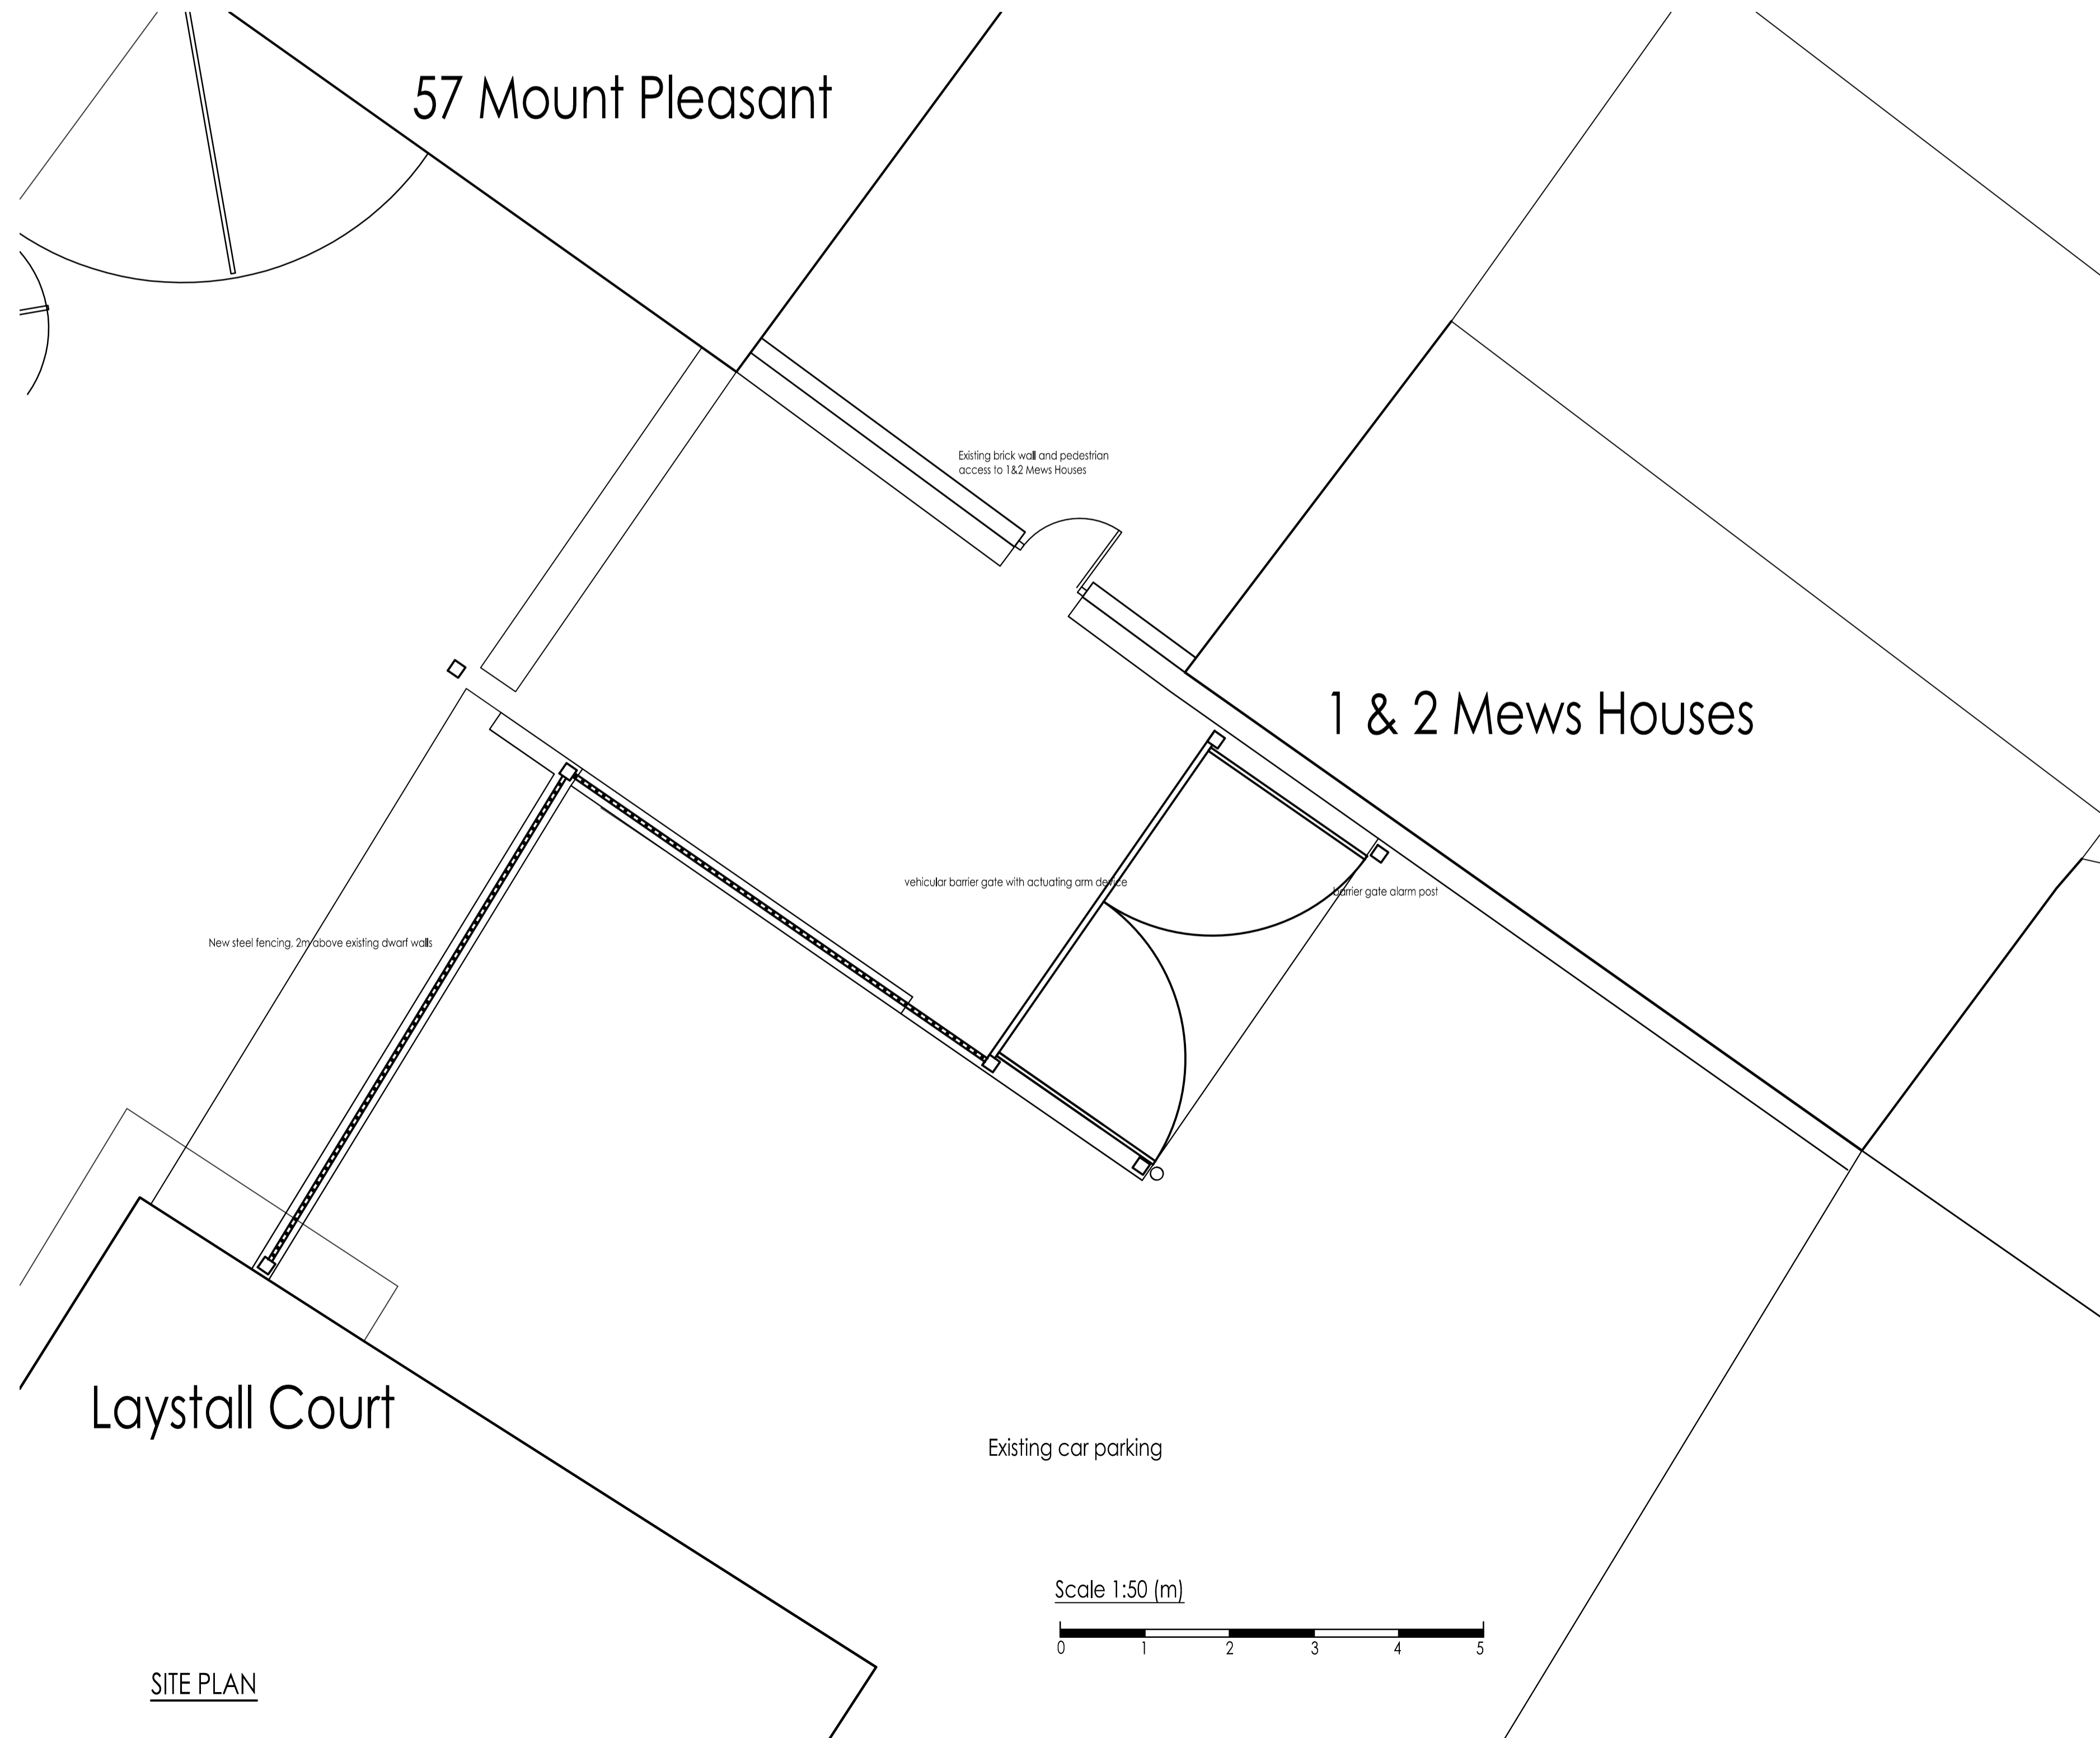 57 Mount Pleasant
Existing brick wall and pedestrian
access to 1&2 Mews Houses
1 & 2 Mews Houses
vehicular barrier gate with actuating arm device
barrier gate alarm post
New steel fencing, 2m above existing dwarf walls
Laystall Court
Existing car parking
Scale 1:50 (m)
0 1 2 3 4 5
SITE PLAN